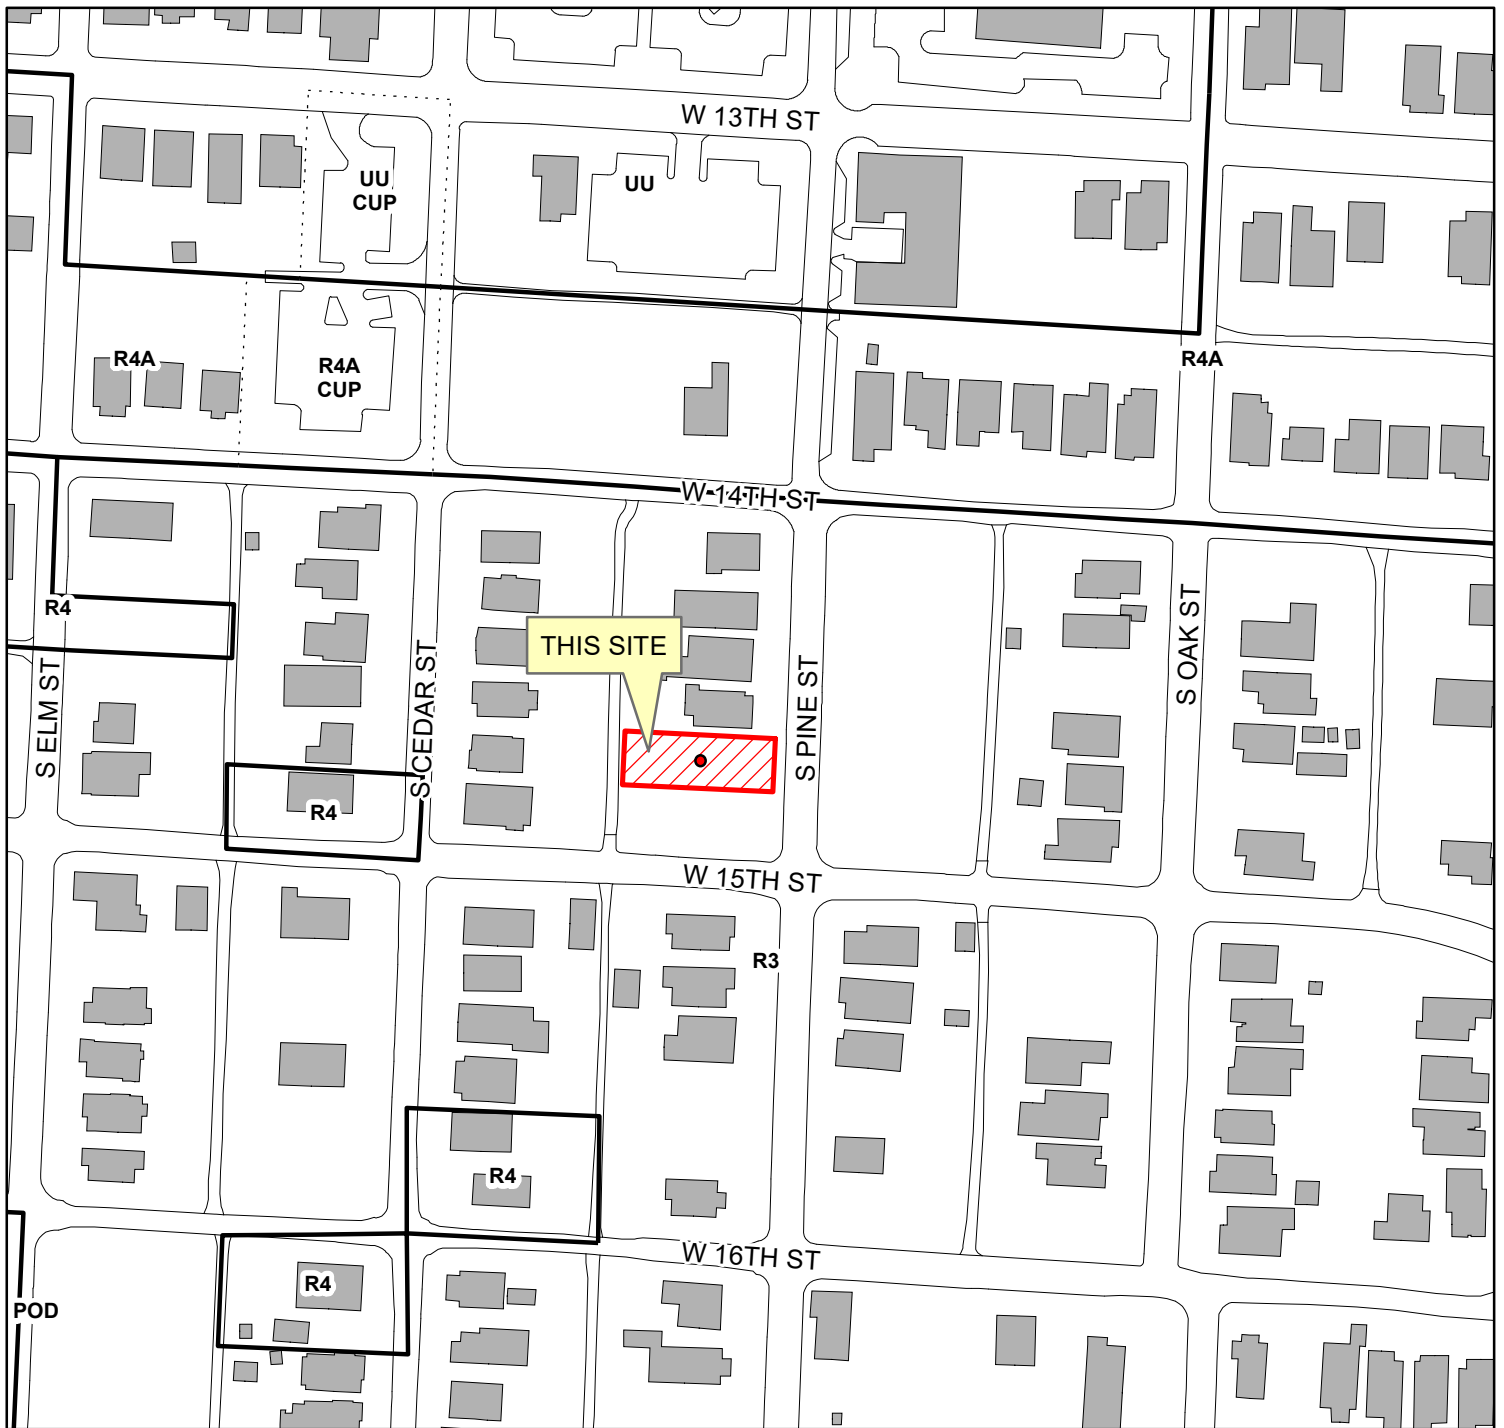 W 13TH ST
UU
CUP
UU
R4A
R4A
CUP
R4A
W 14TH ST
R4
THIS SITE
S ELM ST
S CEDAR ST
S PINE ST
S OAK ST
R4
W 15TH ST
R3
R4
W 16TH ST
R4
POD